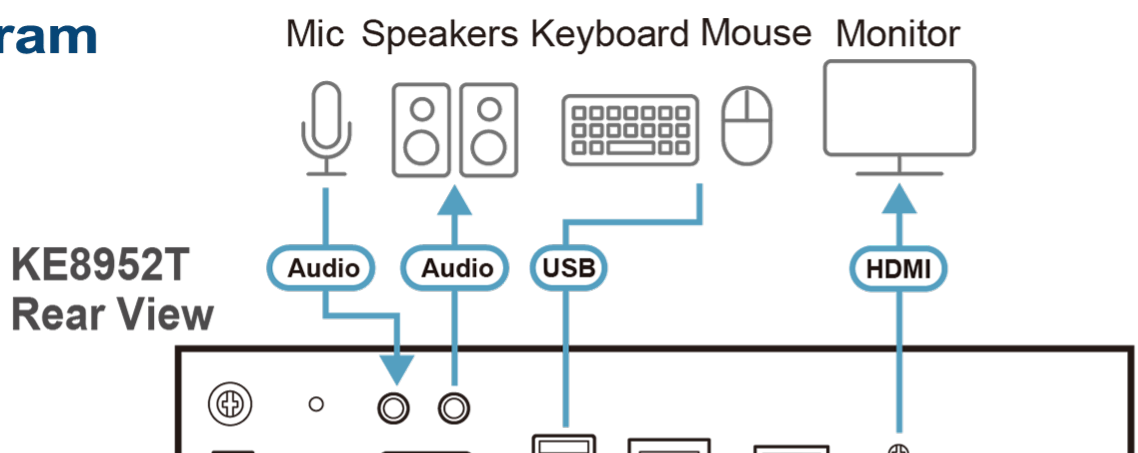 ram
Mic Speakers Keyboard Mouse Monitor
KE8952T
Rear View
Audio Audio USB HDMI